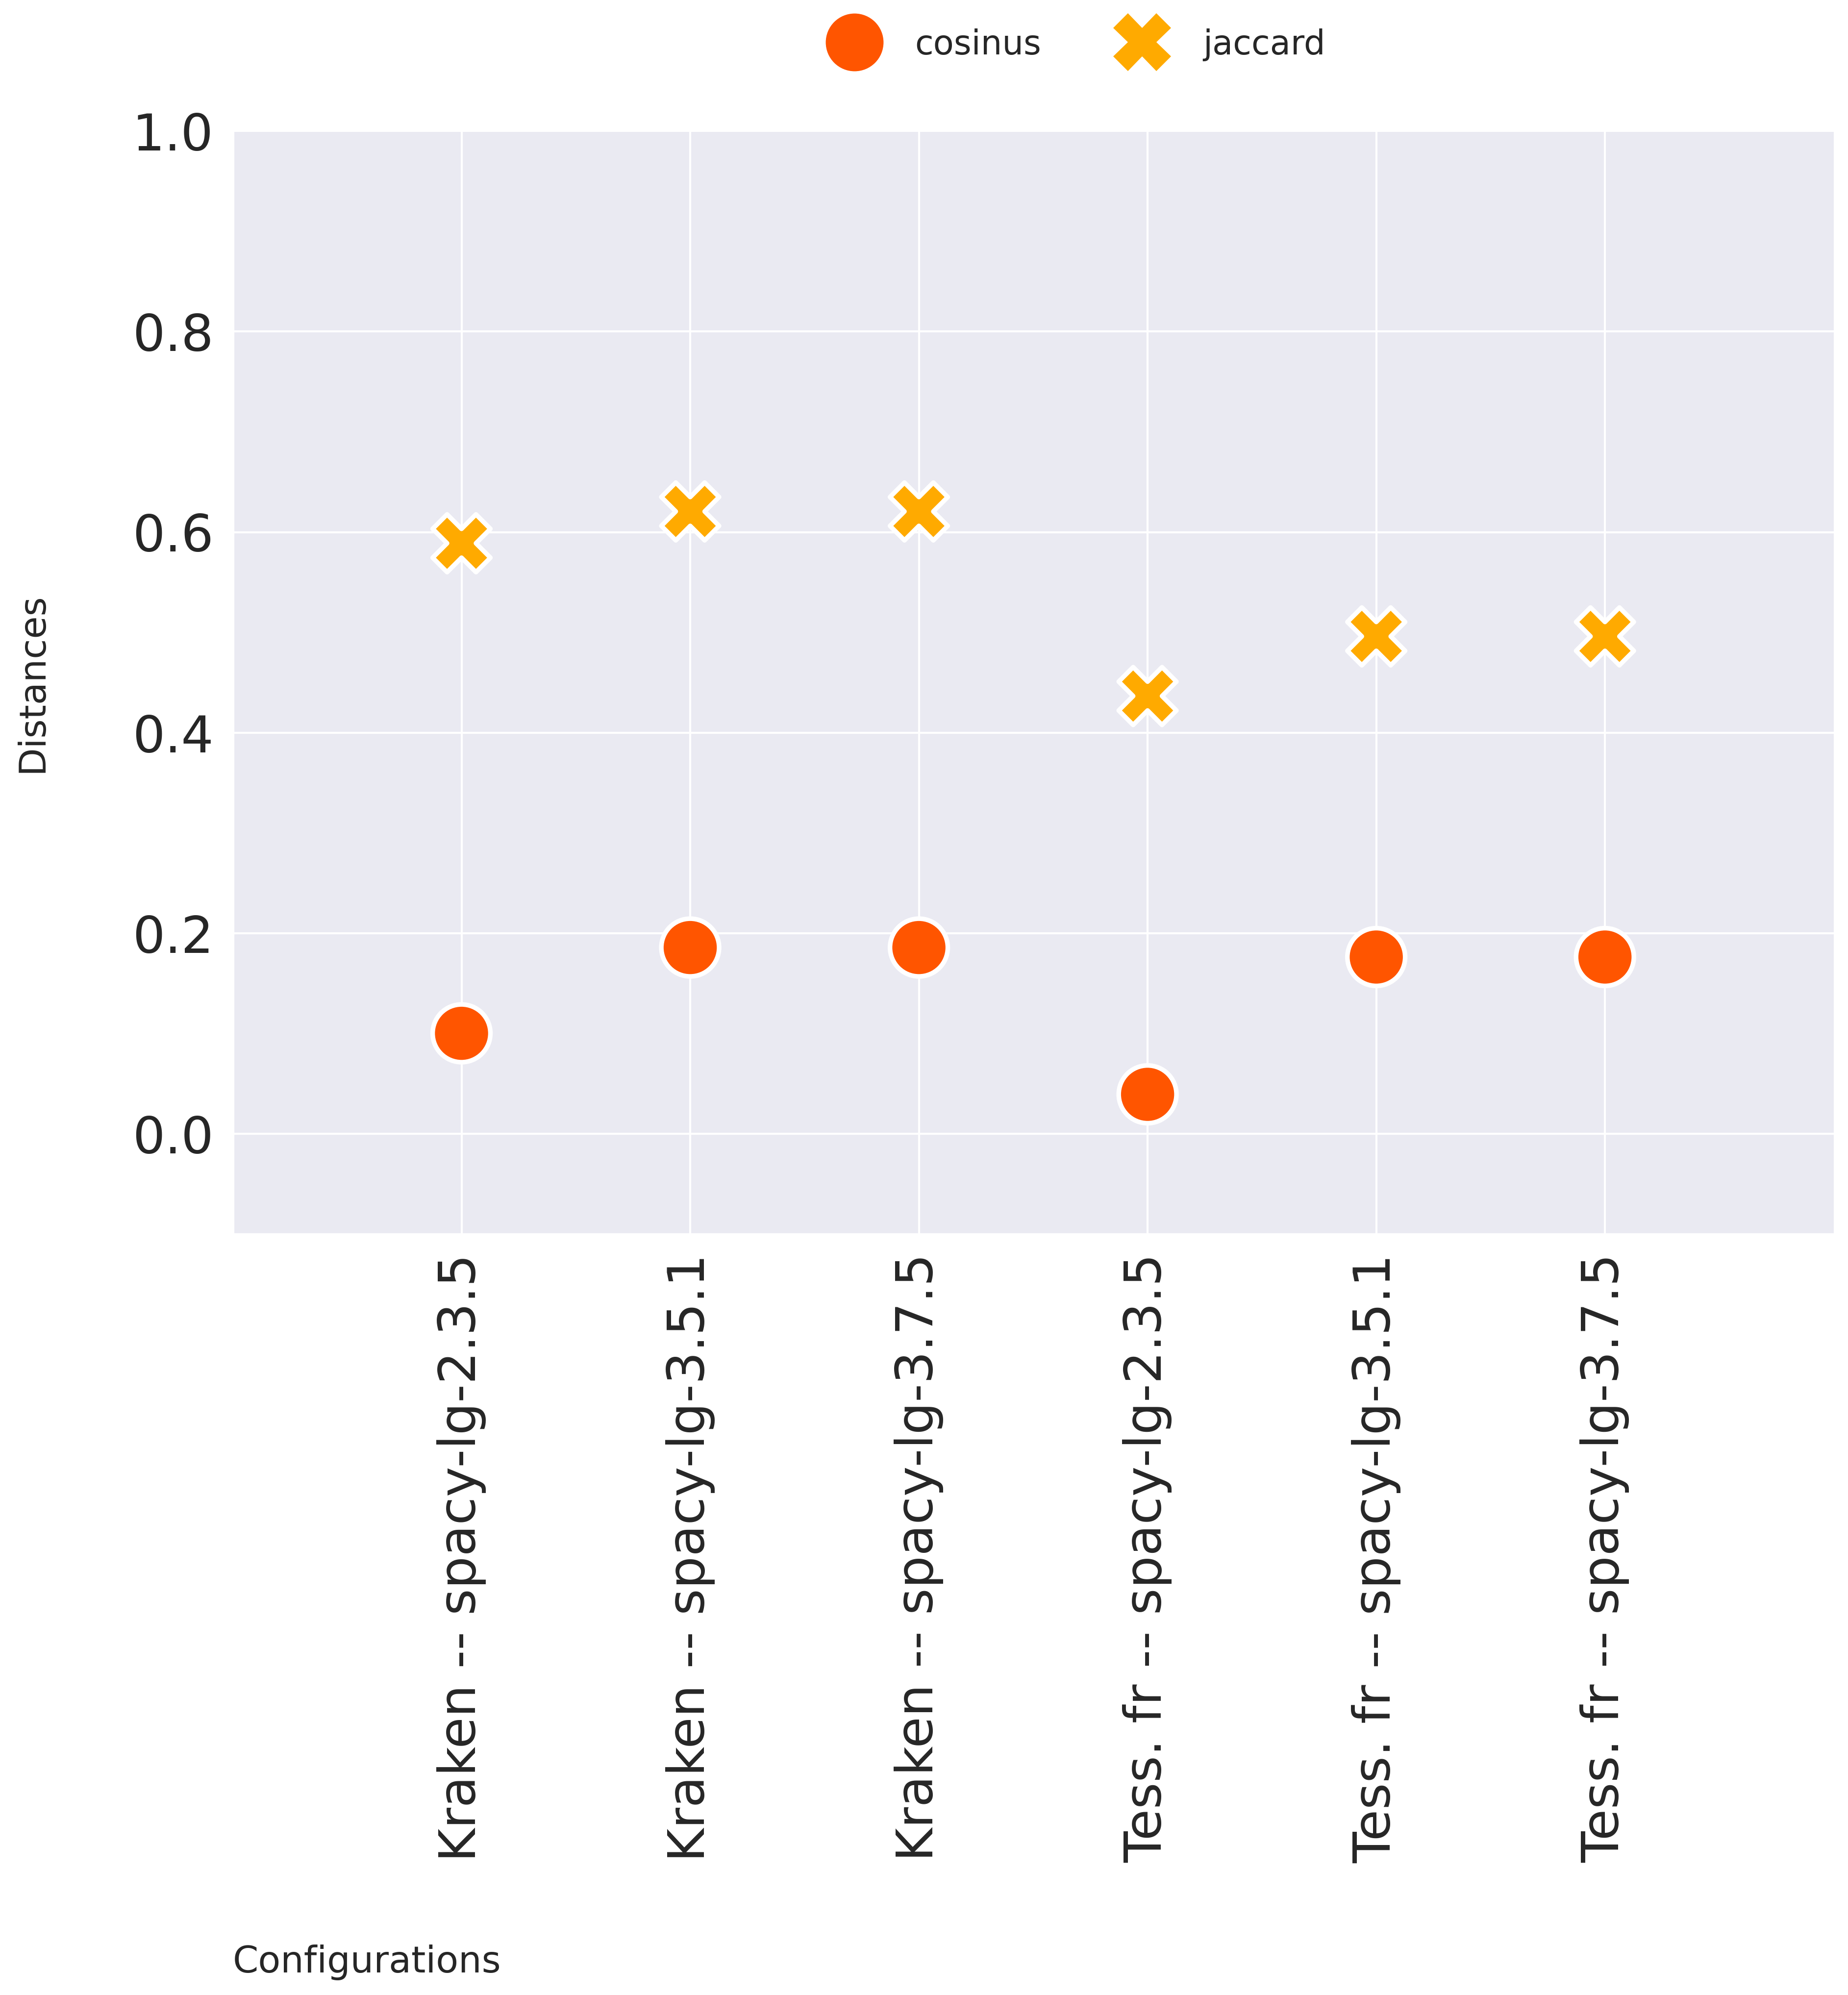 cosinus jaccard
1.0
0.8
0.6
0.4
0.2
0.0
Distances
Kraken -- spacy-lg-2.3.5
Kraken -- spacy-lg-3.5.1
Kraken -- spacy-lg-3.7.5
Tess. fr -- spacy-lg-2.3.5
Tess. fr -- spacy-lg-3.5.1
Tess. fr -- spacy-lg-3.7.5
Configurations